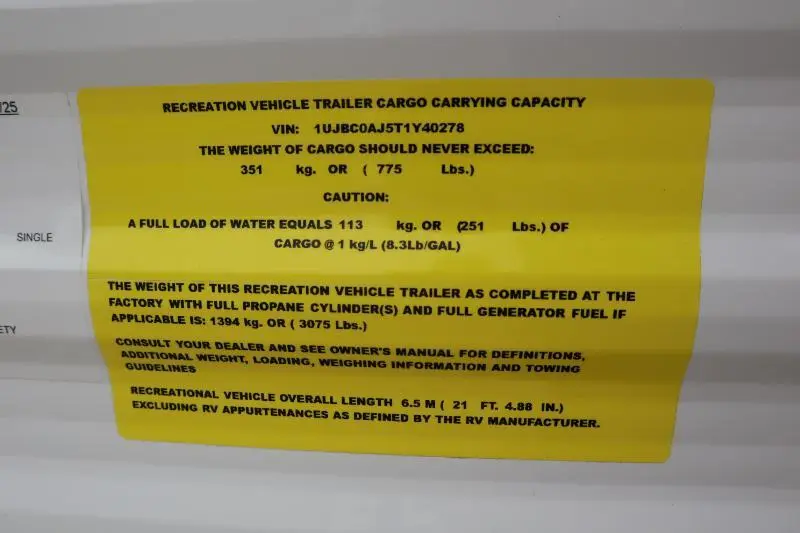 125
SINGLE
ETY
RECREATION VEHICLE TRAILER CARGO CARRYING CAPACITY
VIN: 1UJBC0AJ5T1Y40278
THE WEIGHT OF CARGO SHOULD NEVER EXCEED:
351 kg. OR ( 775 Lbs.)
CAUTION:
A FULL LOAD OF WATER EQUALS 113 kg. OR (251 Lbs.) OF
CARGO @ 1 kg/L (8.3Lb/GAL)
THE WEIGHT OF THIS RECREATION VEHICLE TRAILER AS COMPLETED AT THE
FACTORY WITH FULL PROPANE CYLINDER(S) AND FULL GENERATOR FUEL IF
APPLICABLE IS: 1394 kg. OR ( 3075 Lbs.)
CONSULT YOUR DEALER AND SEE OWNER'S MANUAL FOR DEFINITIONS,
ADDITIONAL WEIGHT, LOADING, WEIGHING INFORMATION AND TOWING
GUIDELINES
RECREATIONAL VEHICLE OVERALL LENGTH 6.5 M ( 21 FT. 4.88 IN.)
EXCLUDING RV APPURTENANCES AS DEFINED BY THE RV MANUFACTURER.